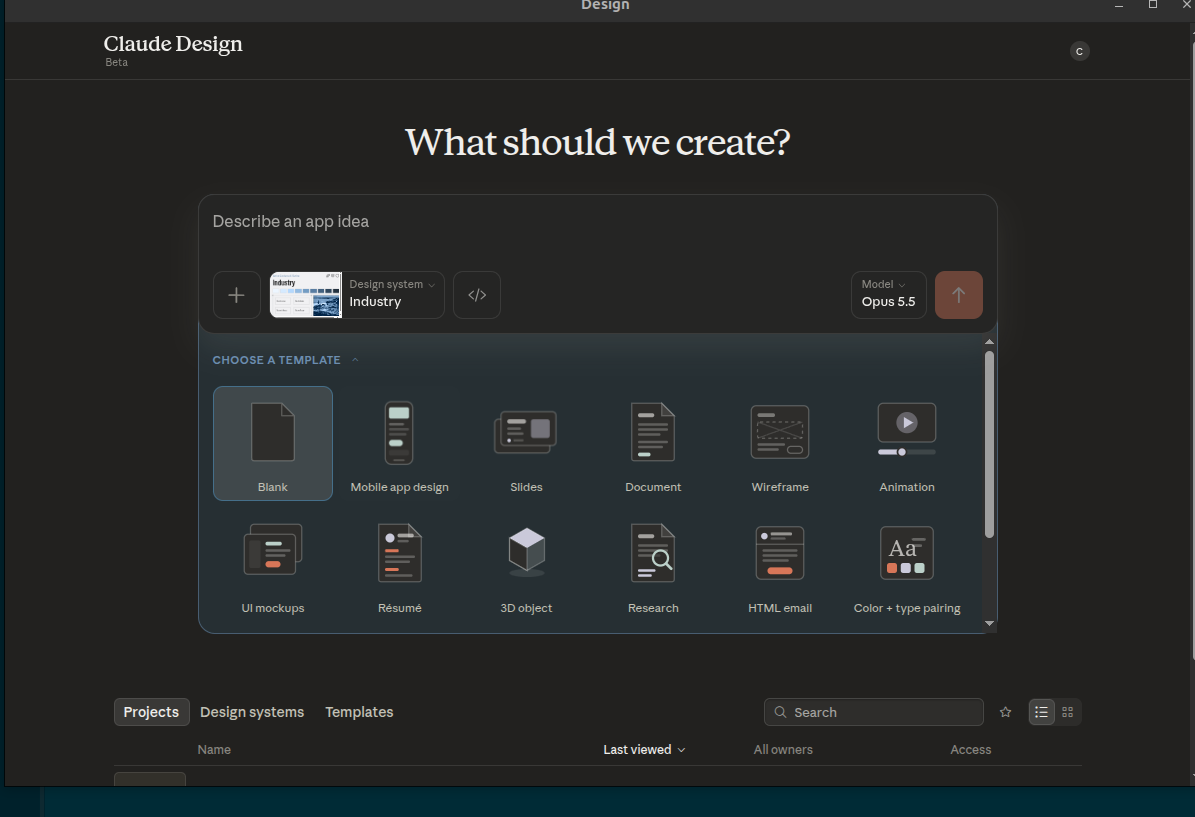 Design
Claude Design
Beta
C
What should we create?
Describe an app idea
Industry
Design system
Industry
</>
Model
Opus 5.5
CHOOSE A TEMPLATE
Blank
Mobile app design
Slides
Document
Wireframe
Animation
Aa
UI mockups
Résumé
3D object
Research
HTML email
Color + type pairing
Projects
Design systems
Templates
Search
Name
Last viewed
All owners
Access